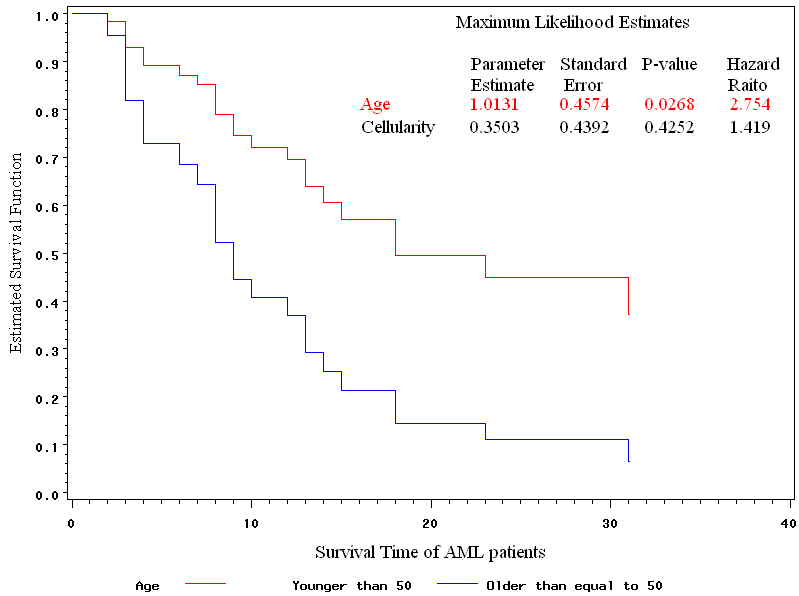 Maximum Likelihood Estimates
Parameter Standard P-value Hazard
Estimate Error Raito
Age 1.0131 0.4574 0.0268 2.754
Cellularity 0.3503 0.4392 0.4252 1.419
Estimated Survival Function
1.0
0.9
0.8
0.7
0.6
0.5
0.4
0.3
0.2
0.1
0.0
0 10 20 30 40
Survival Time of AML patients
Age Younger than 50 Older than equal to 50